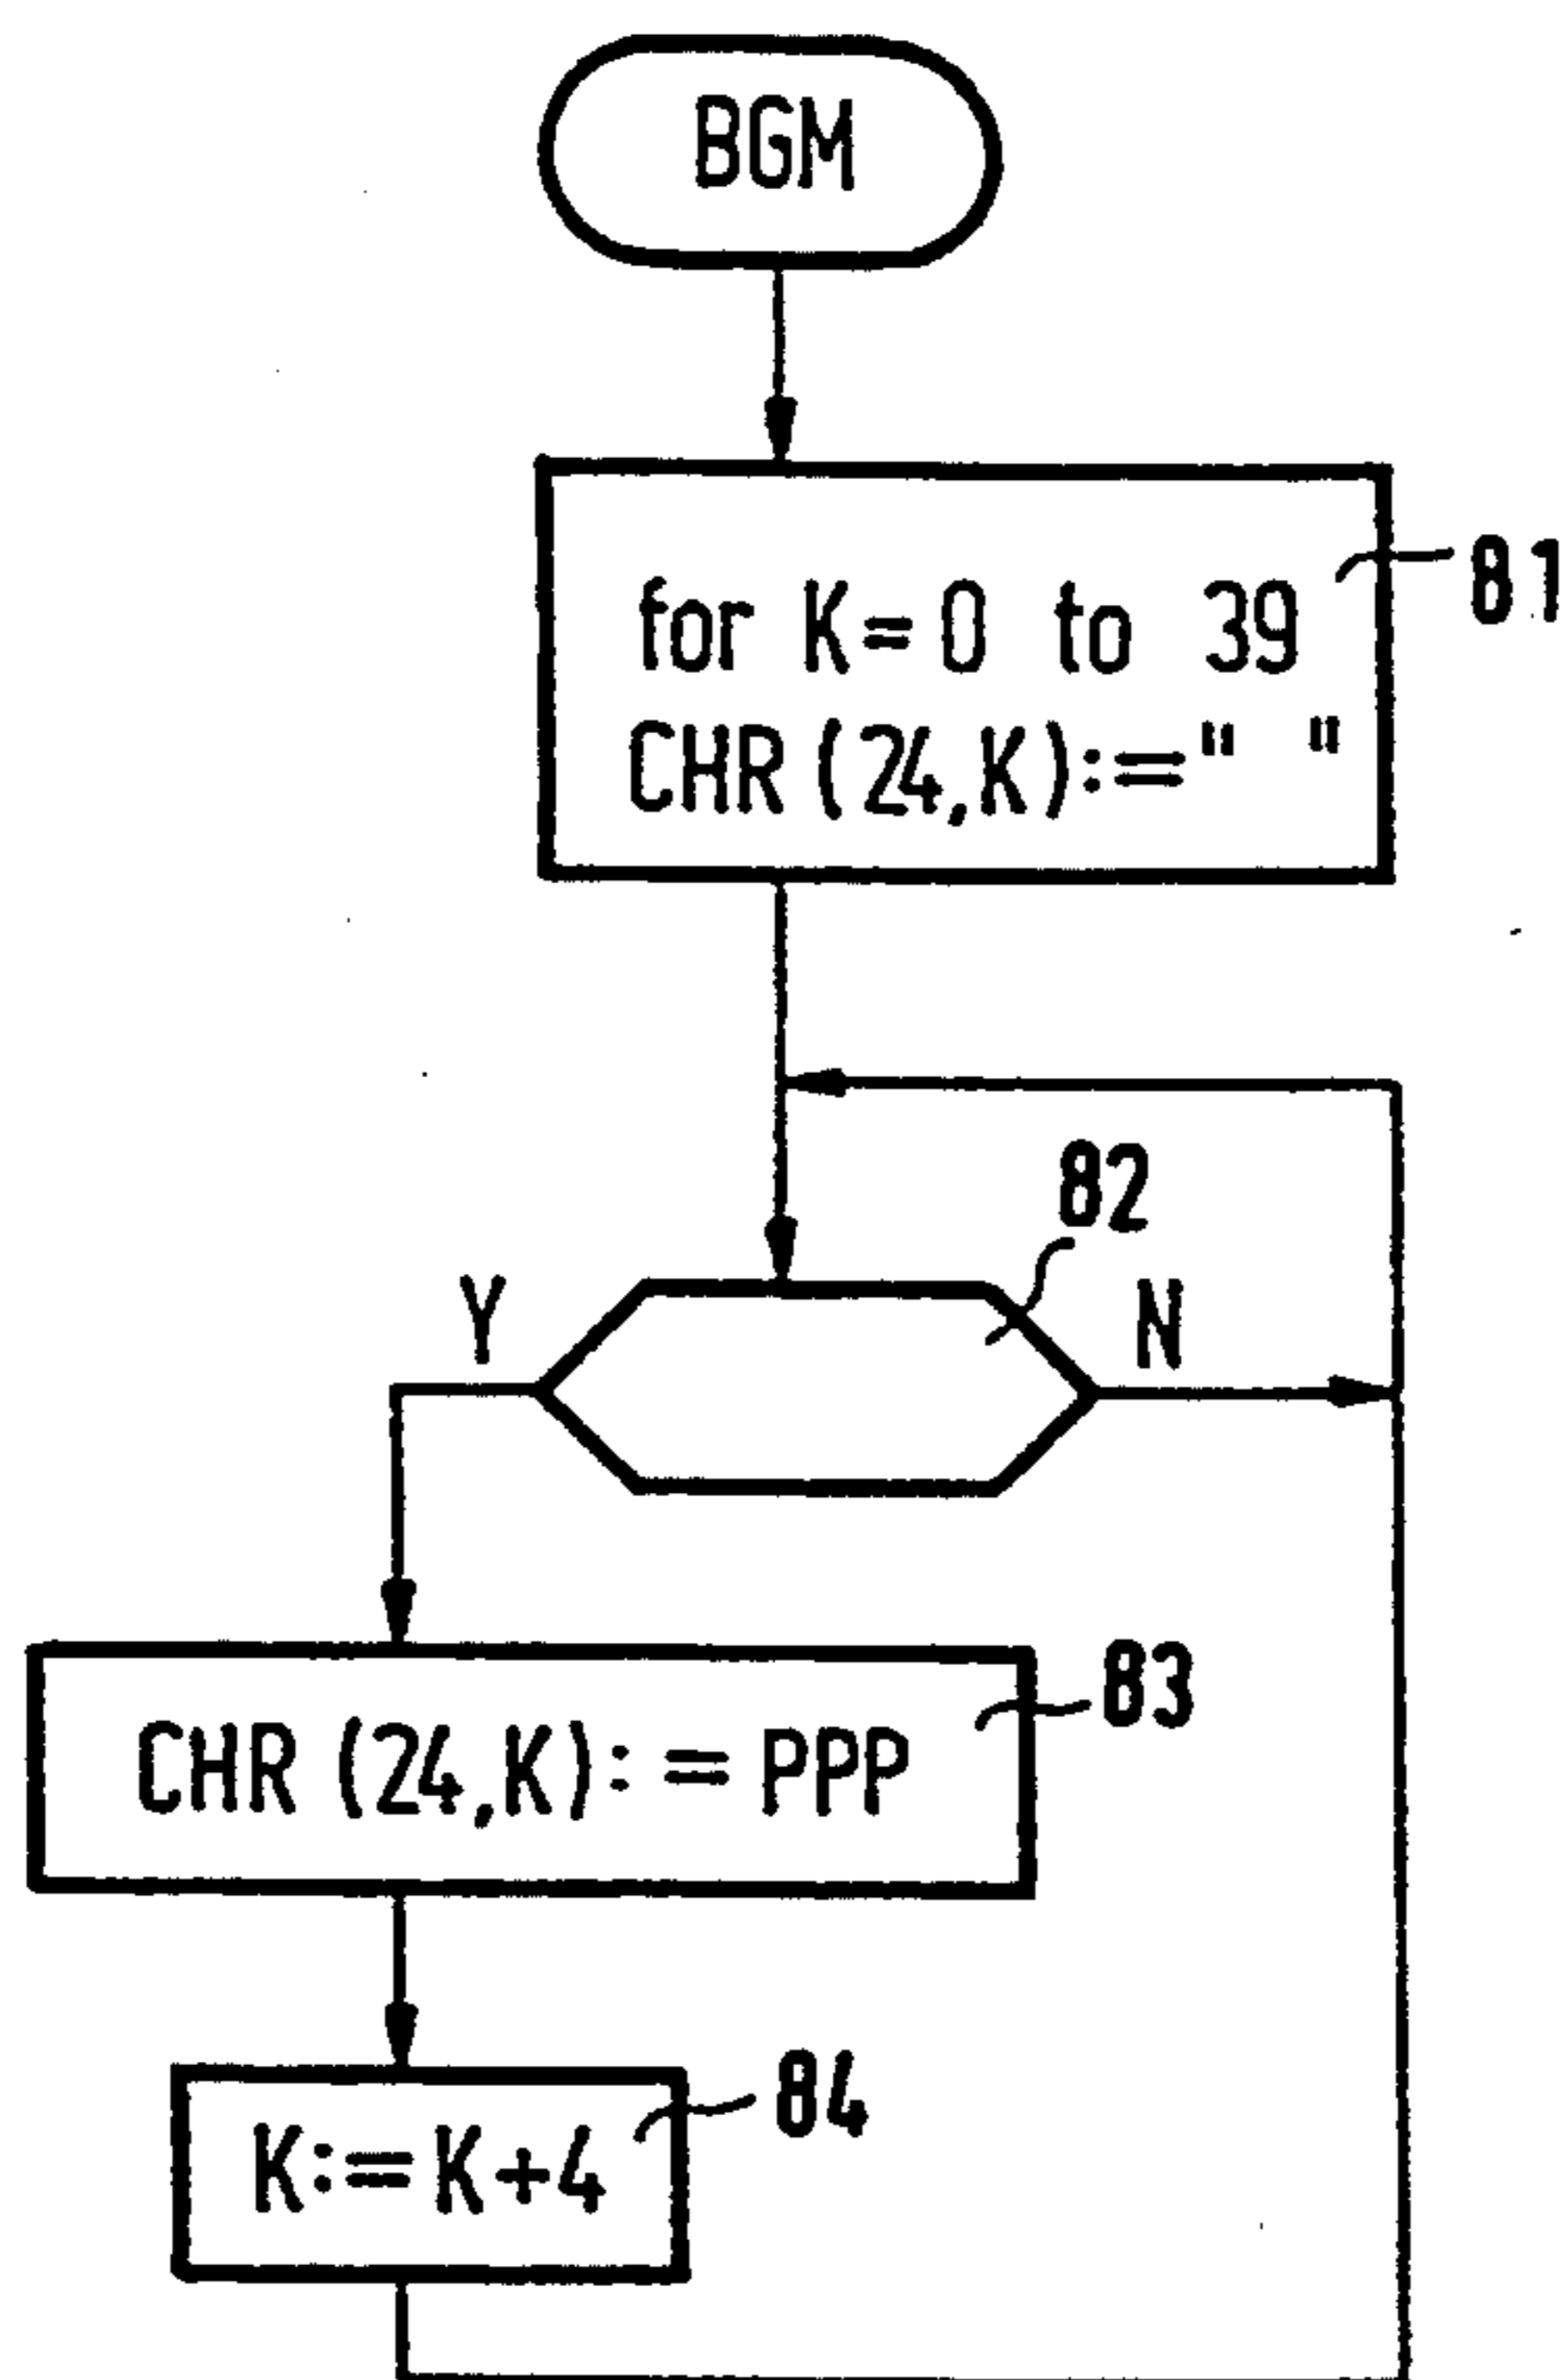 BGM
81
for K=0 to 39
CHR (24,K):=" "
82
Y
N
83
CHR (24,K):=PPP
84
K:=K+4